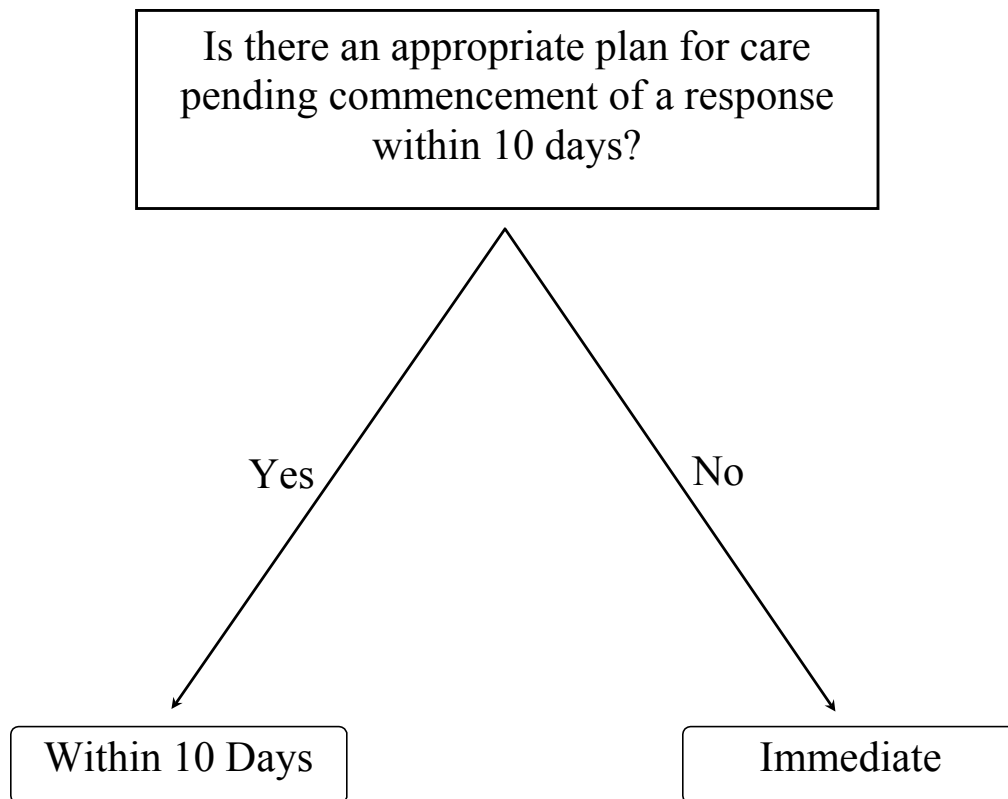 Is there an appropriate plan for care
pending commencement of a response
within 10 days?
Yes
No
Within 10 Days
Immediate